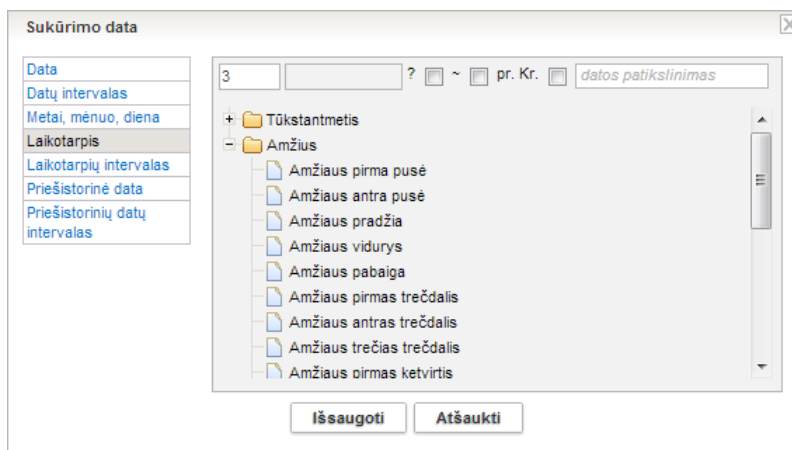 Sukūrimo data
Data
Datų intervalas
Metai, mėnuo, diena
Laikotarpis
Laikotarpių intervalas
Priešistorinė data
Priešistorinių datų
intervalas
3 ? ~ pr. Kr. datos patikslinimas
Tūkstantmetis
Amžius
Amžiaus pirma pusė
Amžiaus antra pusė
Amžiaus pradžia
Amžiaus vidurys
Amžiaus pabaiga
Amžiaus pirmas trečdalis
Amžiaus antras trečdalis
Amžiaus trečias trečdalis
Amžiaus pirmas ketvirtis
Išsaugoti Atšaukti